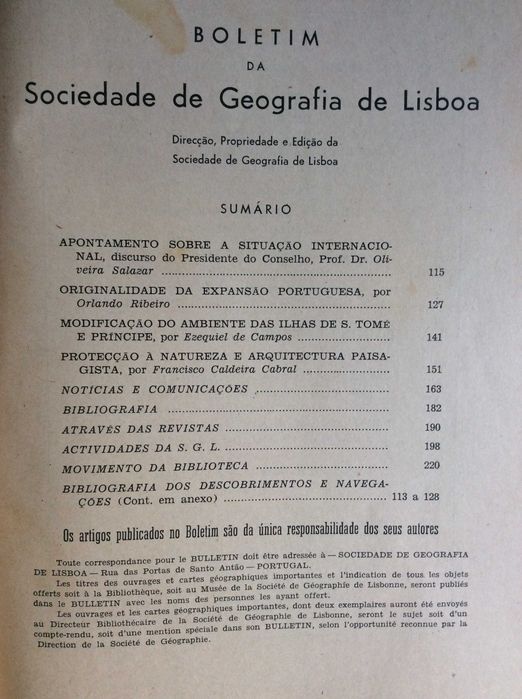 BOLETIM
DA
Sociedade de Geografia de Lisboa
Direcção, Propriedade e Edição da
Sociedade de Geografia de Lisboa
SUMÁRIO
APONTAMENTO SOBRE A SITUAÇÃO INTERNACIO-
NAL, discurso do Presidente do Conselho, Prof. Dr. Oli-
veira Salazar ........ 115
ORIGINALIDADE DA EXPANSÃO PORTUGUESA, por
Orlando Ribeiro ........ 127
MODIFICAÇÃO DO AMBIENTE DAS ILHAS DE S. TOMÉ
E PRINCIPE, por Ezequiel de Campos ........ 141
PROTECÇÃO À NATUREZA E ARQUITECTURA PAISA-
GISTA, por Francisco Caldeira Cabral ........ 151
NOTÍCIAS E COMUNICAÇÕES ........ 163
BIBLIOGRAFIA ........ 182
ATRAVÉS DAS REVISTAS ........ 190
ACTIVIDADES DA S. G. L. ........ 198
MOVIMENTO DA BIBLIOTECA ........ 220
BIBLIOGRAFIA DOS DESCOBRIMENTOS E NAVEGA-
ÇÕES (Cont. em anexo) ........ 113 a 128
Os artigos publicados no Boletim são da única responsabilidade dos seus autores
Toute correspondance pour le BULLETIN doit être adressée à — SOCIEDADE DE GEOGRAFIA
DE LISBOA — Rua das Portas de Santo Antão — PORTUGAL.
Les titres des ouvrages et cartes géographiques importantes et l'indication de tous les objets
offerts soit à la Bibliothèque, soit au Musée de la Société de Géographie de Lisbonne, seront publiés
dans le BULLETIN avec les noms des personnes les ayant offert.
Les ouvrages et les cartes géographiques importantes, dont deux exemplaires auront été envoyés
au Directeur Bibliothécaire de la Société de Géographie de Lisbonne, seront le sujet soit d'un
compte-rendu, soit d'une mention spéciale dans son BULLETIN, selon l'opportunité reconnue par la
Direction de la Société de Géographie.